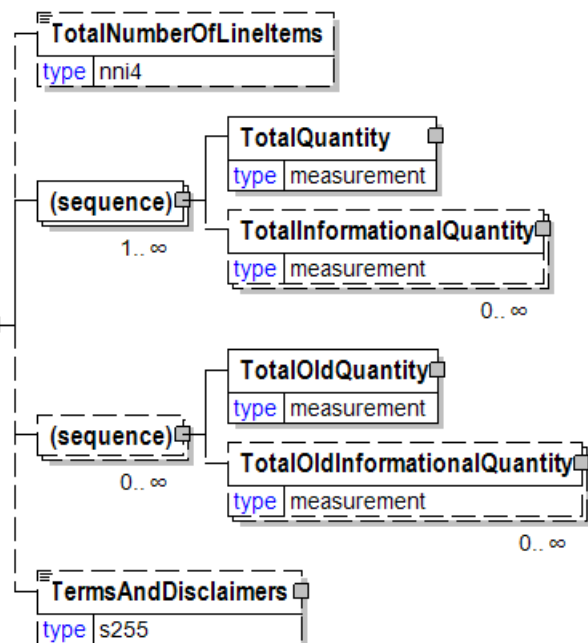 TotalNumberOfLineItems
type nni4
(sequence)
1.. ∞
TotalQuantity
type measurement
TotalInformationalQuantity
type measurement
0.. ∞
(sequence)
0.. ∞
TotalOldQuantity
type measurement
TotalOldInformationalQuantity
type measurement
0.. ∞
TermsAndDisclaimers
type s255